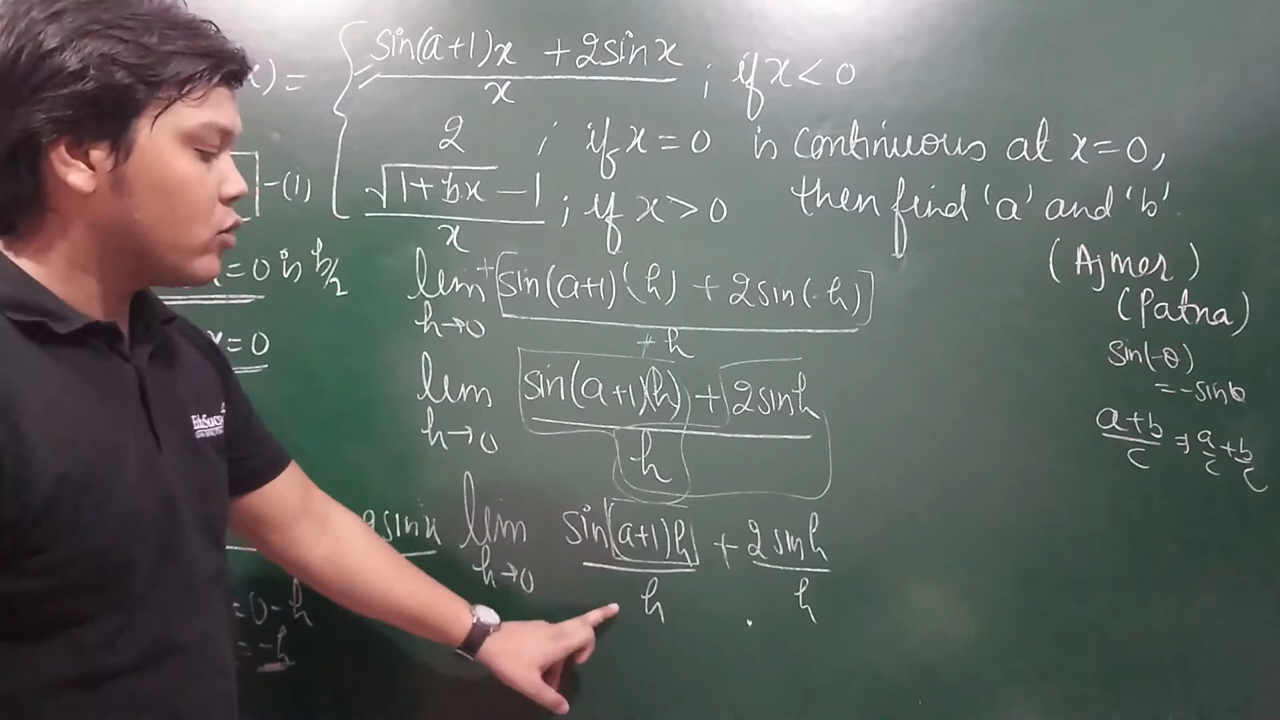 x) = { sin(a+1)x + 2sinx / x ; if x < 0
2 ; if x = 0 is continuous at x=0,
-(1) √1+bx - 1 / x ; if x > 0 then find 'a' and 'b'.
(Ajmer)
(Patna)
= 0 is b/2
lim h→0 + [sin(a+1)(h) + 2sin(h)] / +h
x = 0
sin(-θ)
= -sinθ
lim h→0 sin(a+1)(h) + 2sinh / h
a+b / c ⇒ a/c + b/c
2sinx lim h→0 sin(a+1)h / h + 2sinh / h
= 0 - h
= -h